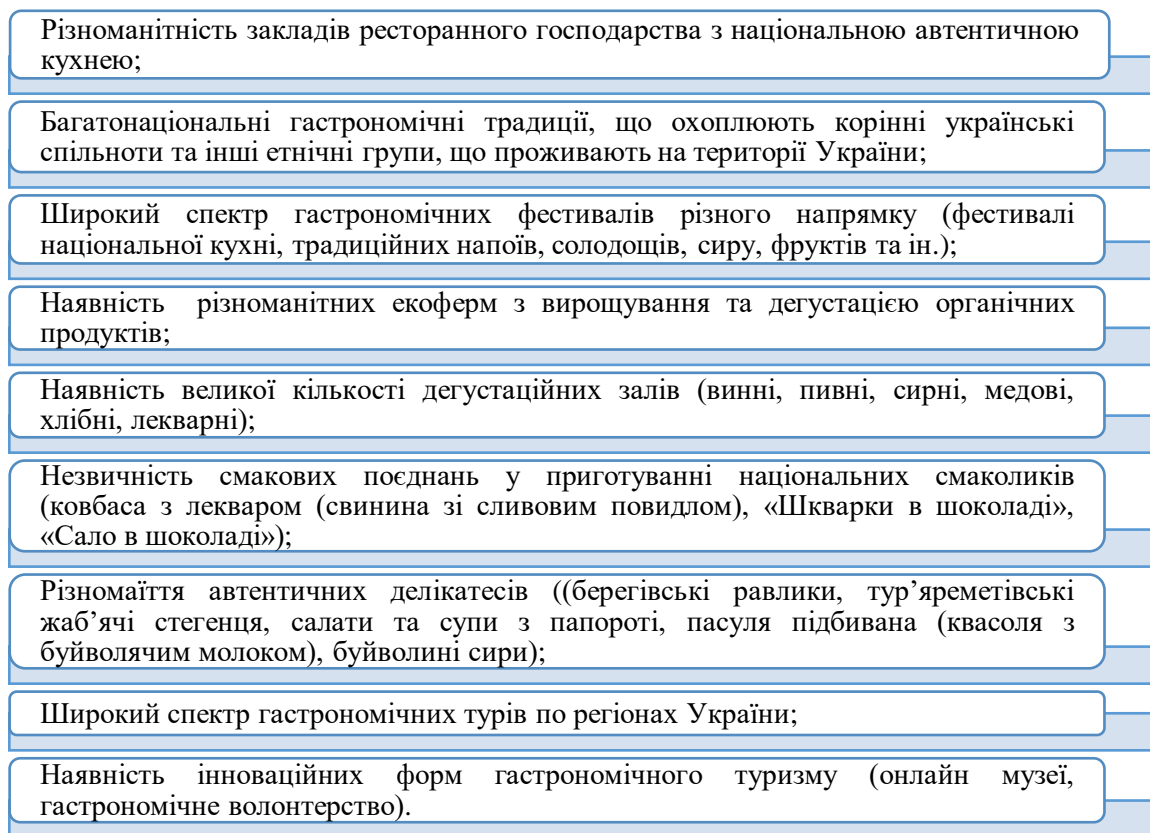 Різноманітність закладів ресторанного господарства з національною автентичною
кухнею;
Багатонаціональні гастрономічні традиції, що охоплюють корінні українські
спільноти та інші етнічні групи, що проживають на території України;
Широкий спектр гастрономічних фестивалів різного напрямку (фестивалі
національної кухні, традиційних напоїв, солодощів, сиру, фруктів та ін.);
Наявність різноманітних екоферм з вирощування та дегустацією органічних
продуктів;
Наявність великої кількості дегустаційних залів (винні, пивні, сирні, медові,
хлібні, лекварні);
Незвичність смакових поєднань у приготуванні національних смаколиків
(ковбаса з лекваром (свинина зі сливовим повидлом), «Шкварки в шоколаді»,
«Сало в шоколаді»);
Різномаїття автентичних делікатесів ((берегівські равлики, тур’яреметівські
жаб’ячі стегенця, салати та супи з папороті, пасуля підбивана (квасоля з
буйволячим молоком), буйволині сири);
Широкий спектр гастрономічних турів по регіонах України;
Наявність інноваційних форм гастрономічного туризму (онлайн музеї,
гастрономічне волонтерство).